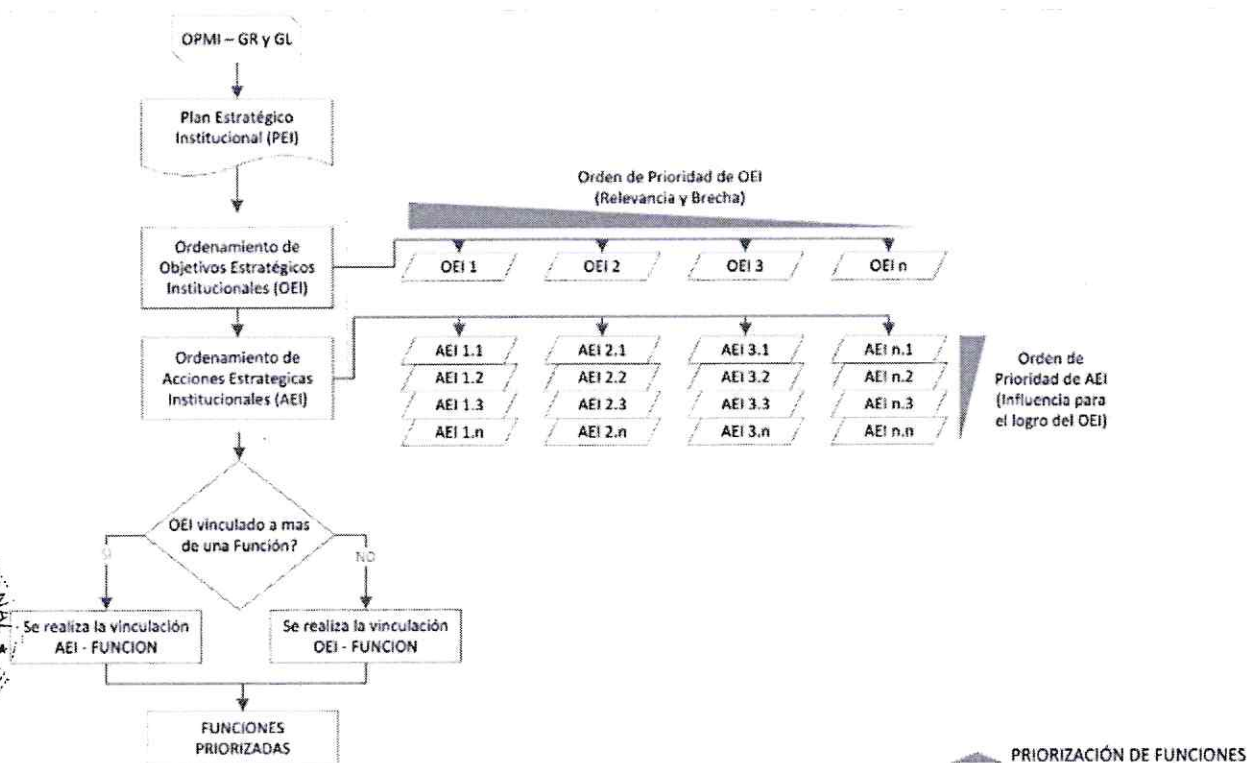 OPMI – GR y GL
Plan Estratégico
Institucional (PEI)
Orden de Prioridad de OEI
(Relevancia y Brecha)
Ordenamiento de
Objetivos Estratégicos
Institucionales (OEI)
OEI 1
OEI 2
OEI 3
OEI n
Ordenamiento de
Acciones Estrategicas
Institucionales (AEI)
AEI 1.1
AEI 2.1
AEI 3.1
AEI n.1
AEI 1.2
AEI 2.2
AEI 3.2
AEI n.2
AEI 1.3
AEI 2.3
AEI 3.3
AEI n.3
AEI 1.n
AEI 2.n
AEI 3.n
AEI n.n
Orden de
Prioridad de AEI
(Influencia para
el logro del OEI)
OEI vinculado a mas
de una Función?
SI
NO
Se realiza la vinculación
AEI - FUNCION
Se realiza la vinculación
OEI - FUNCION
FUNCIONES
PRIORIZADAS
PRIORIZACIÓN DE FUNCIONES